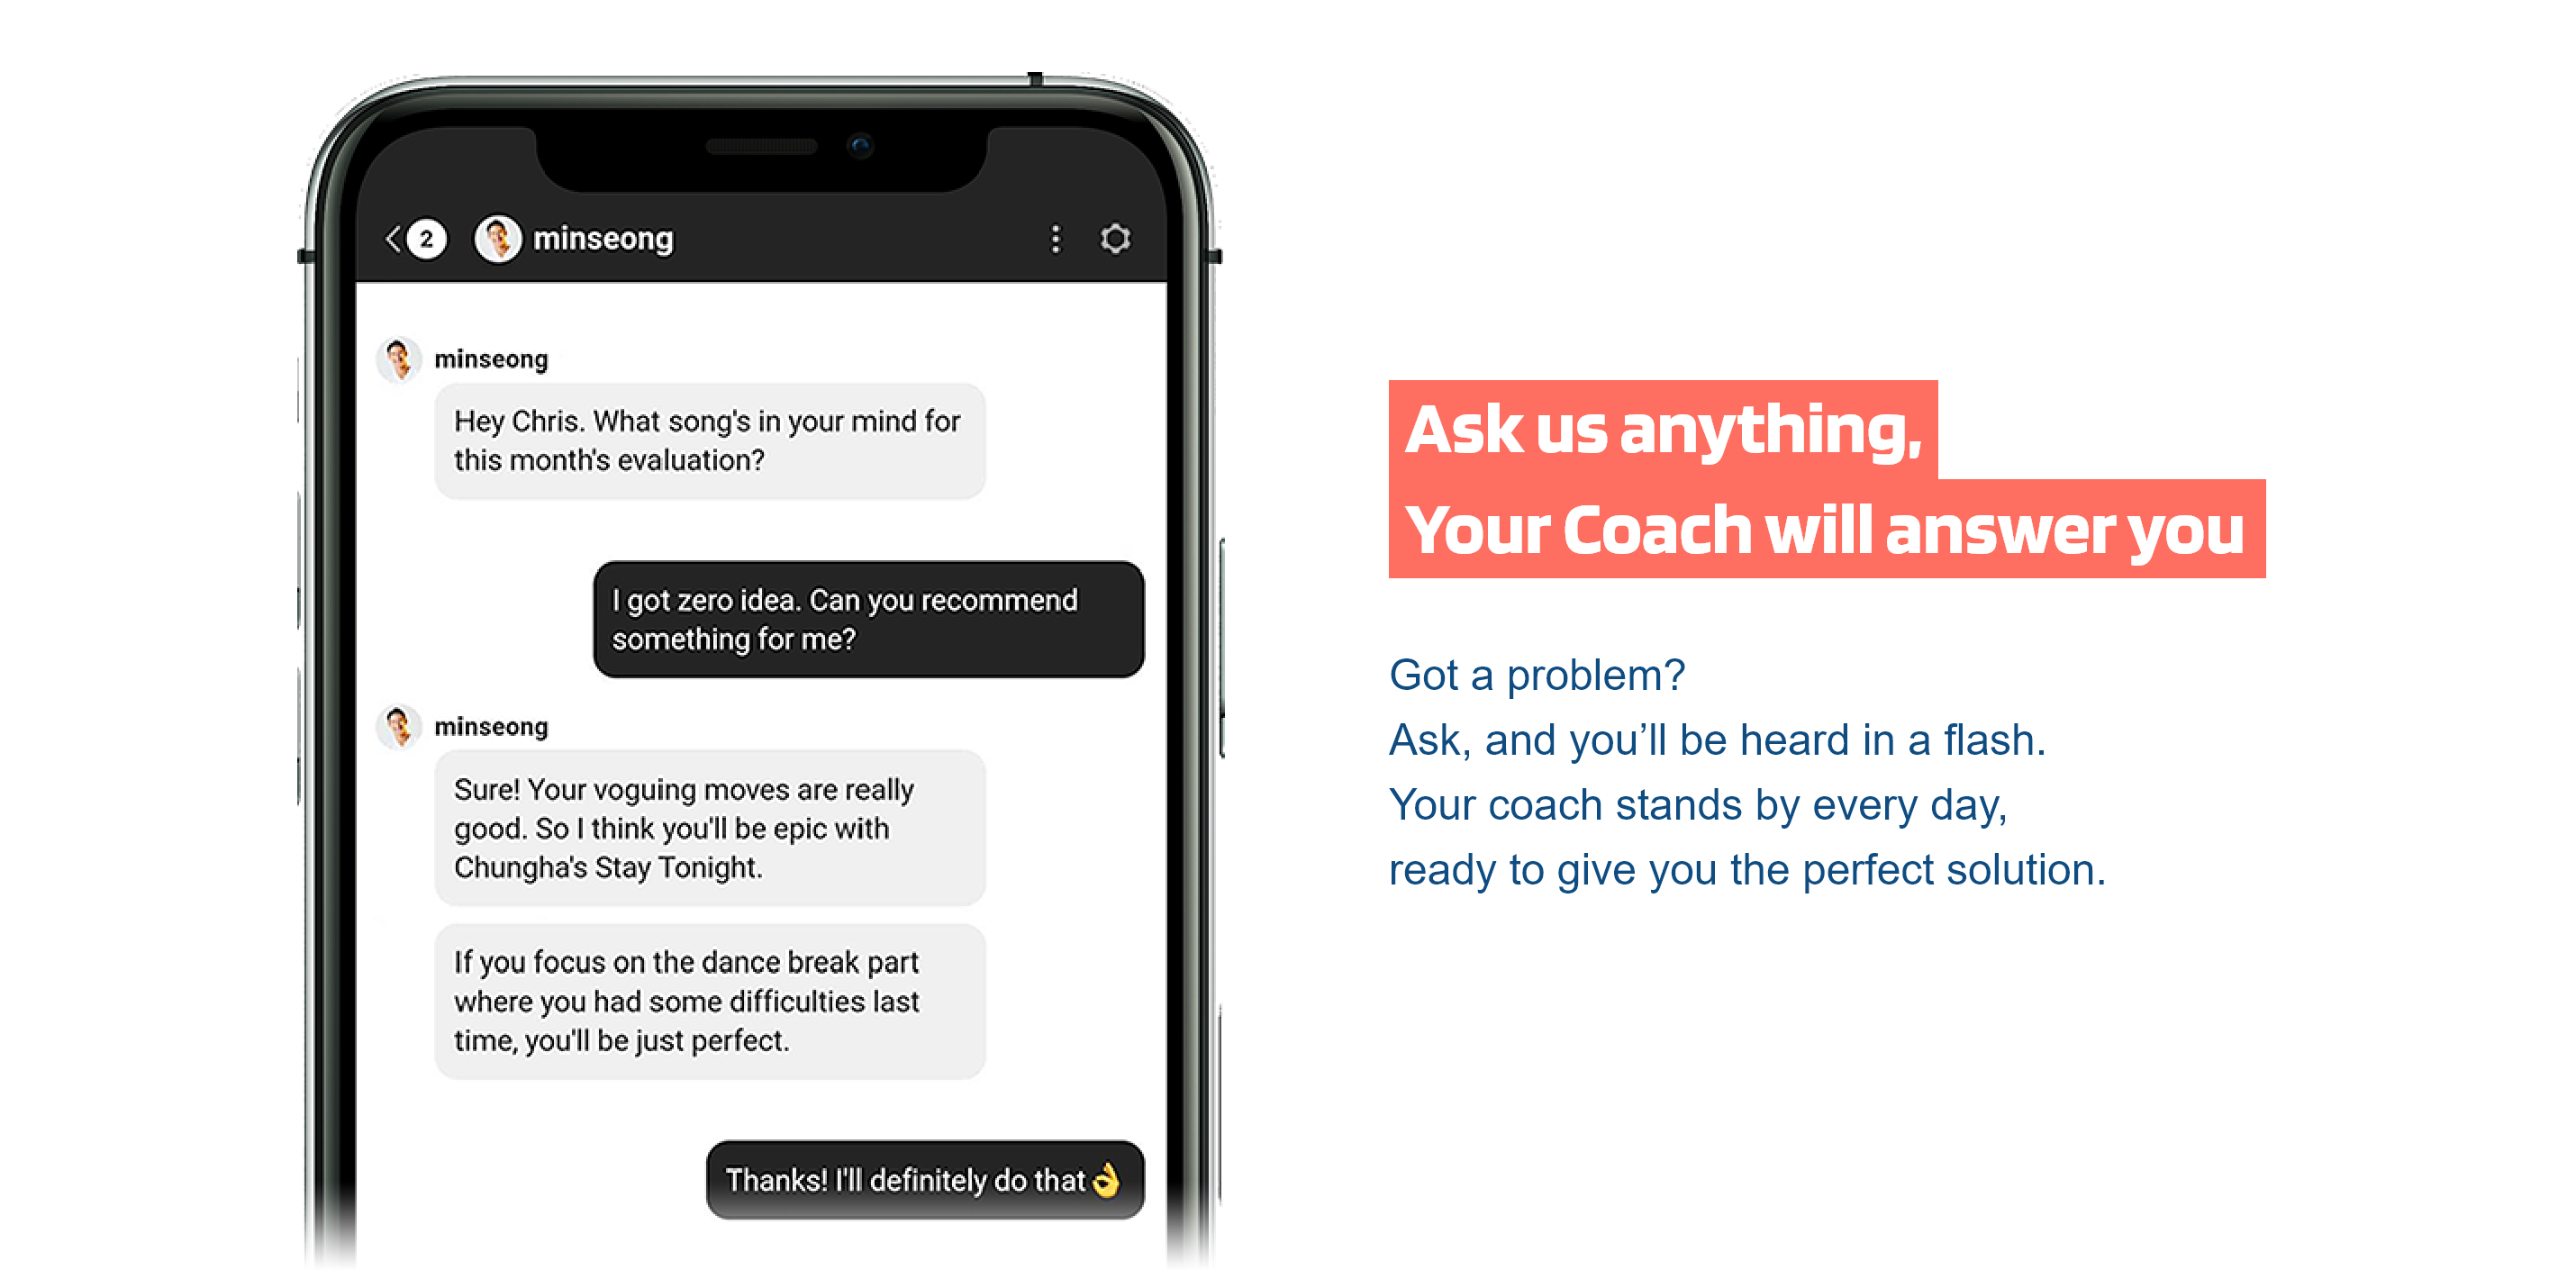 2
minseong
minseong
Hey Chris. What song's in your mind for
this month's evaluation?
I got zero idea. Can you recommend
something for me?
minseong
Sure! Your voguing moves are really
good. So I think you'll be epic with
Chungha's Stay Tonight.
If you focus on the dance break part
where you had some difficulties last
time, you'll be just perfect.
Thanks! I'll definitely do that👌
Ask us anything,
Your Coach will answer you
Got a problem?
Ask, and you’ll be heard in a flash.
Your coach stands by every day,
ready to give you the perfect solution.